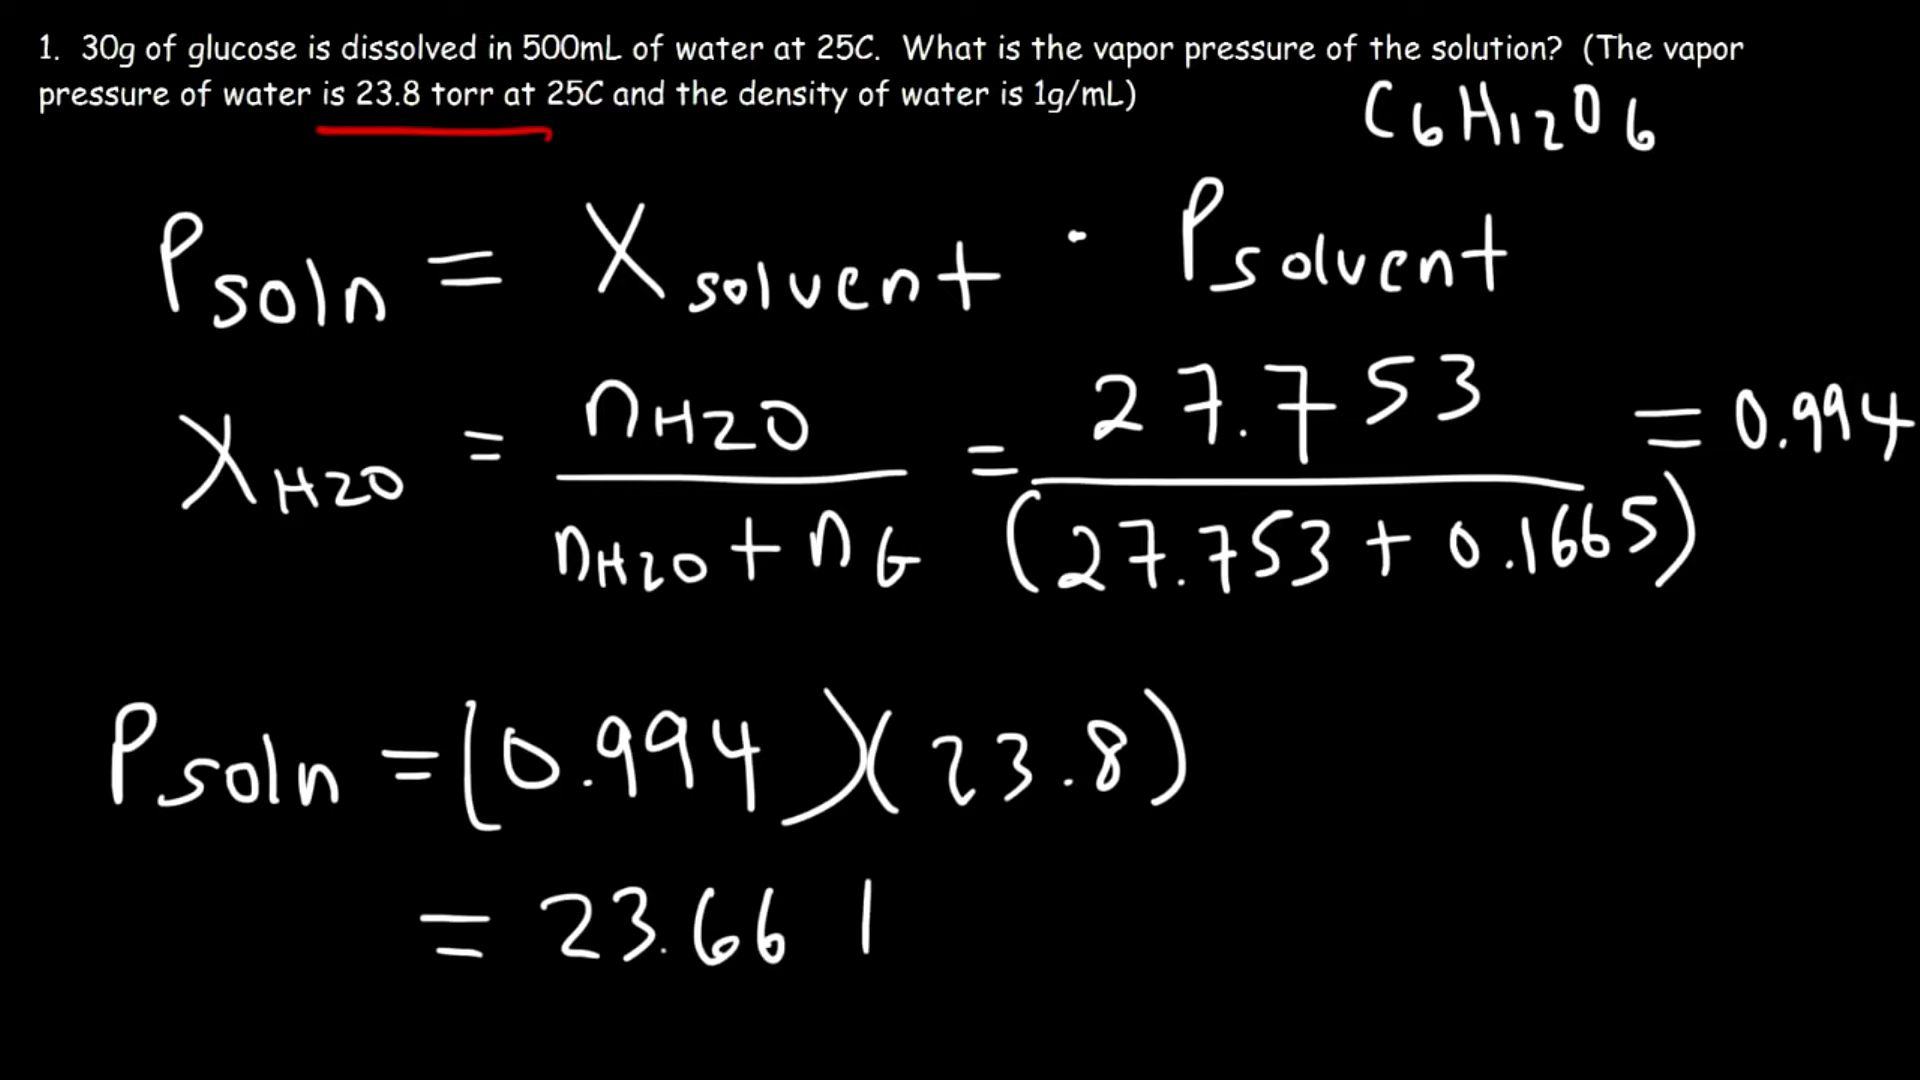 1. 30g of glucose is dissolved in 500mL of water at 25C. What is the vapor pressure of the solution? (The vapor
pressure of water is 23.8 torr at 25C and the density of water is 1g/mL)
C6H12O6
Psoln = Xsolvent · Psolvent
XH2O = nH2O / nH2O + nG = 27.753 / (27.753 + 0.1665) = 0.994
Psoln = (0.994)(23.8)
= 23.66 |